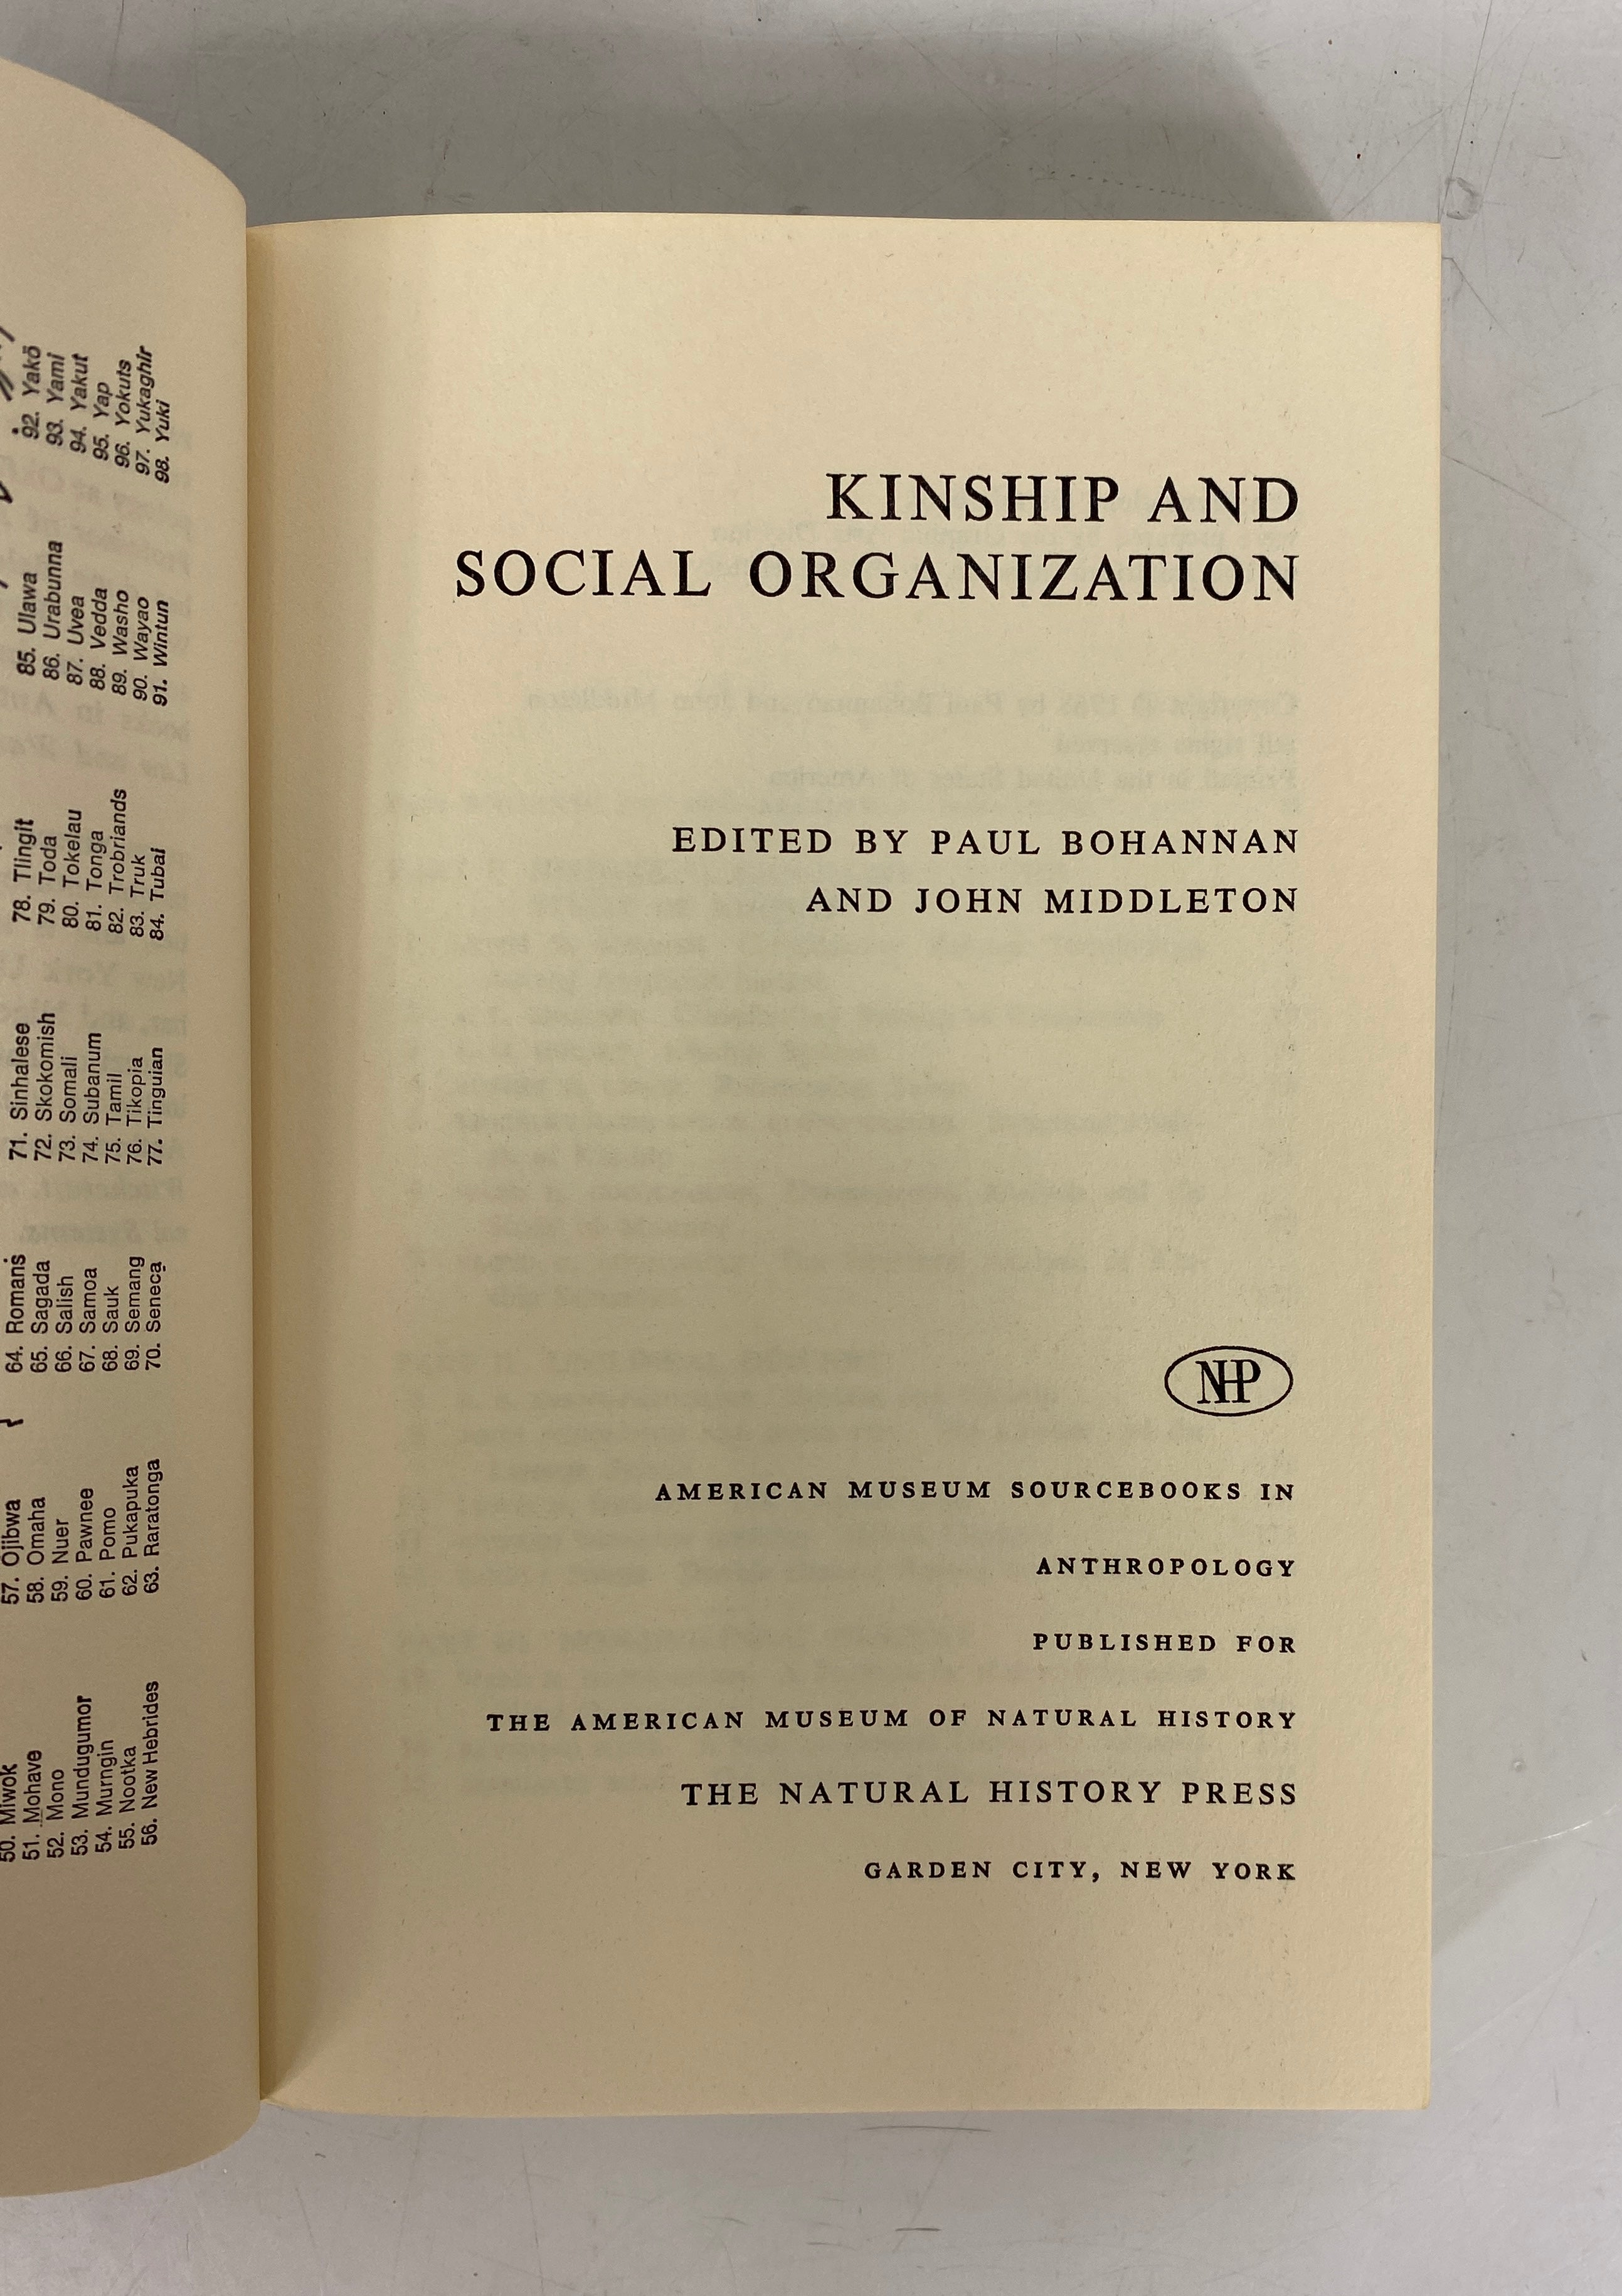 50. Miwok
51. Mohave
52. Mono
53. Mundugumor
54. Murngin
55. Nootka
56. New Hebrides
57. Ojibwa
58. Omaha
59. Nuer
60. Pawnee
61. Pomo
62. Pukapuka
63. Raratonga
64. Romans
65. Sagada
66. Salish
67. Samoa
68. Sauk
69. Semang
70. Seneca
71. Sinhalese
72. Skokomish
73. Somali
74. Subanum
75. Tamil
76. Tikopia
77. Tinguian
78. Tlingit
79. Toda
80. Tokelau
81. Tonga
82. Trobriands
83. Truk
84. Tubai
85. Ulawa
86. Urabunna
87. Uvea
88. Vedda
89. Washo
90. Wayao
91. Wintun
92. Yakö
93. Yami
94. Yakut
95. Yap
96. Yokuts
97. Yukaghir
98. Yuki
KINSHIP AND
SOCIAL ORGANIZATION
EDITED BY PAUL BOHANNAN
AND JOHN MIDDLETON
NHP
AMERICAN MUSEUM SOURCEBOOKS IN
ANTHROPOLOGY
PUBLISHED FOR
THE AMERICAN MUSEUM OF NATURAL HISTORY
THE NATURAL HISTORY PRESS
GARDEN CITY, NEW YORK